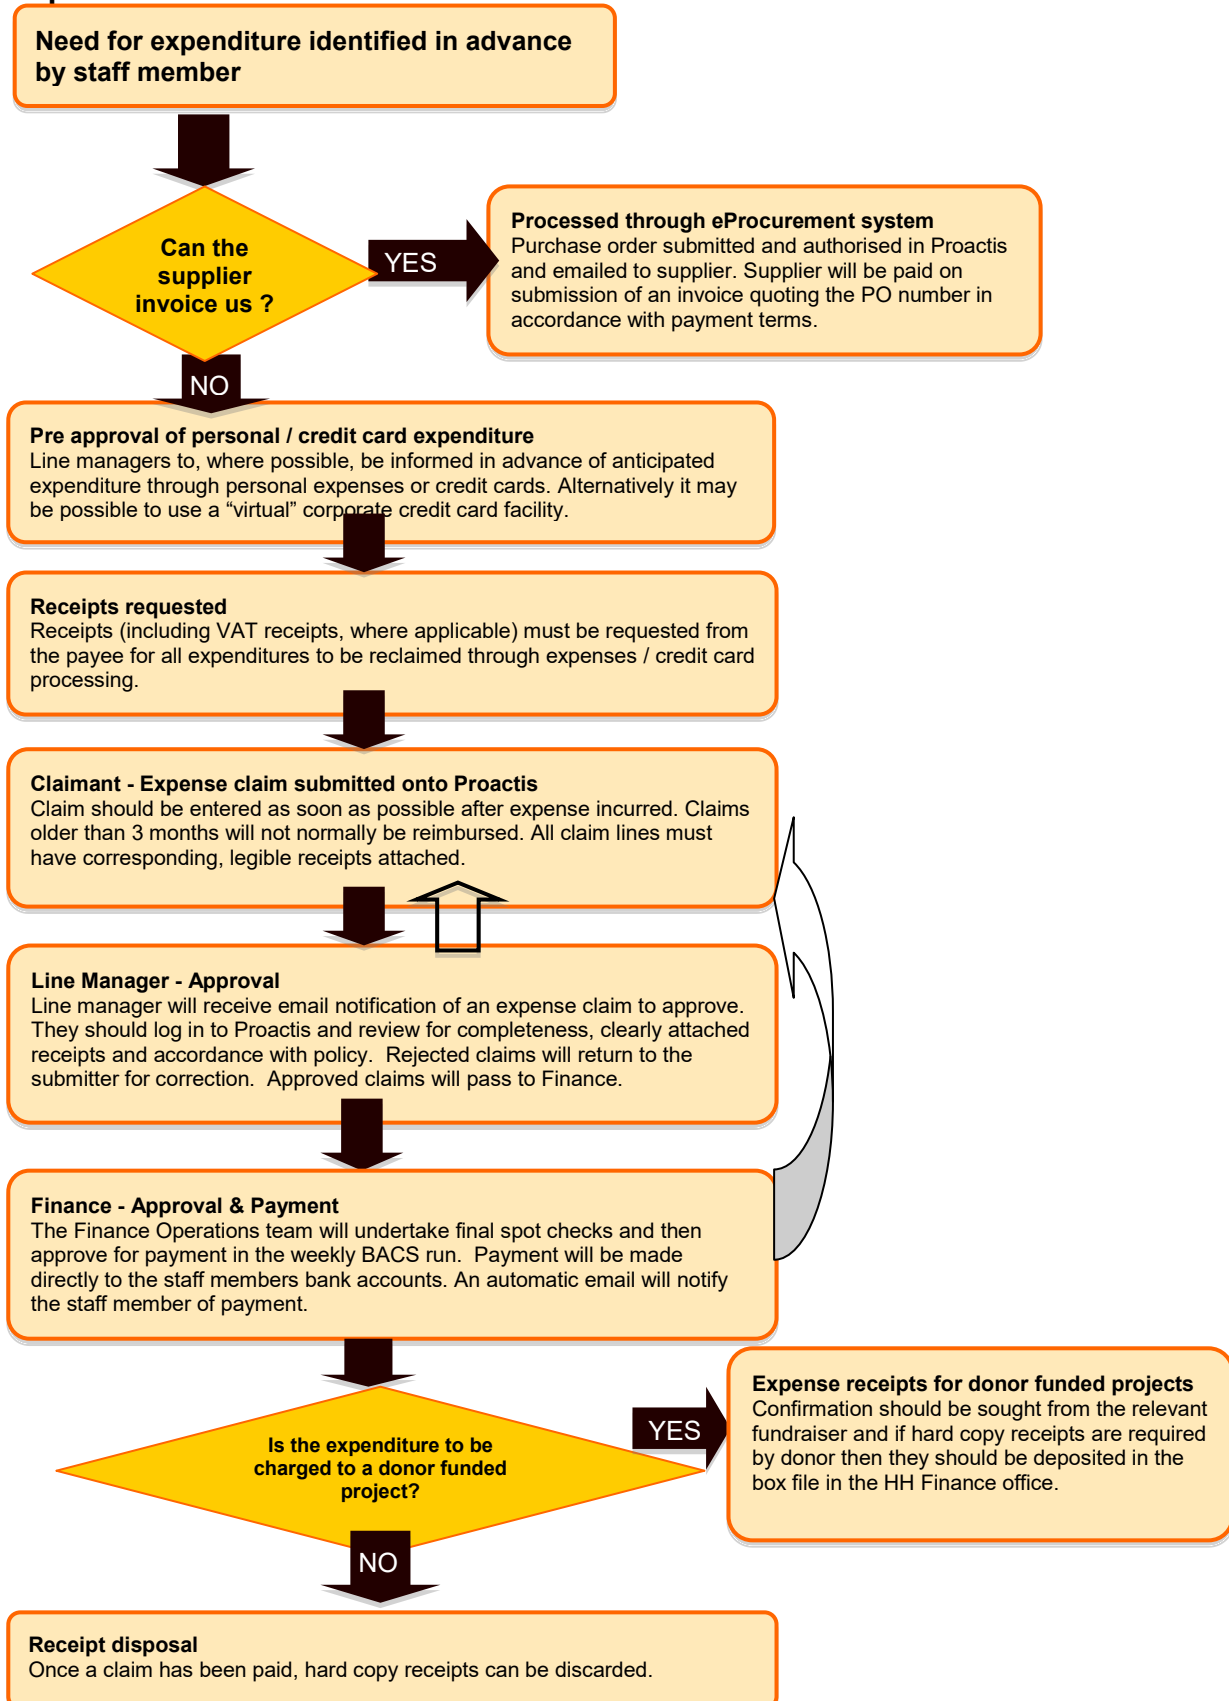 Need for expenditure identified in advance
by staff member
Can the
supplier
invoice us ?
YES
Processed through eProcurement system
Purchase order submitted and authorised in Proactis
and emailed to supplier. Supplier will be paid on
submission of an invoice quoting the PO number in
accordance with payment terms.
NO
Pre approval of personal / credit card expenditure
Line managers to, where possible, be informed in advance of anticipated
expenditure through personal expenses or credit cards. Alternatively it may
be possible to use a “virtual” corporate credit card facility.
Receipts requested
Receipts (including VAT receipts, where applicable) must be requested from
the payee for all expenditures to be reclaimed through expenses / credit card
processing.
Claimant - Expense claim submitted onto Proactis
Claim should be entered as soon as possible after expense incurred. Claims
older than 3 months will not normally be reimbursed. All claim lines must
have corresponding, legible receipts attached.
Line Manager - Approval
Line manager will receive email notification of an expense claim to approve.
They should log in to Proactis and review for completeness, clearly attached
receipts and accordance with policy.  Rejected claims will return to the
submitter for correction.  Approved claims will pass to Finance.
Finance - Approval & Payment
The Finance Operations team will undertake final spot checks and then
approve for payment in the weekly BACS run.  Payment will be made
directly to the staff members bank accounts. An automatic email will notify
the staff member of payment.
Is the expenditure to be
charged to a donor funded
project?
YES
Expense receipts for donor funded projects
Confirmation should be sought from the relevant
fundraiser and if hard copy receipts are required
by donor then they should be deposited in the
box file in the HH Finance office.
NO
Receipt disposal
Once a claim has been paid, hard copy receipts can be discarded.